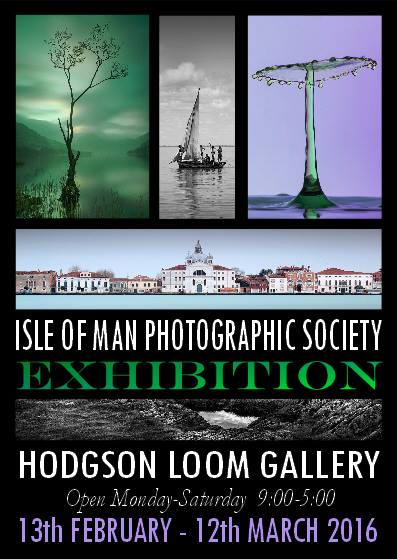 ISLE OF MAN PHOTOGRAPHIC SOCIETY
EXHIBITION
HODGSON LOOM GALLERY
Open Monday-Saturday 9:00-5:00
13th FEBRUARY - 12th MARCH 2016